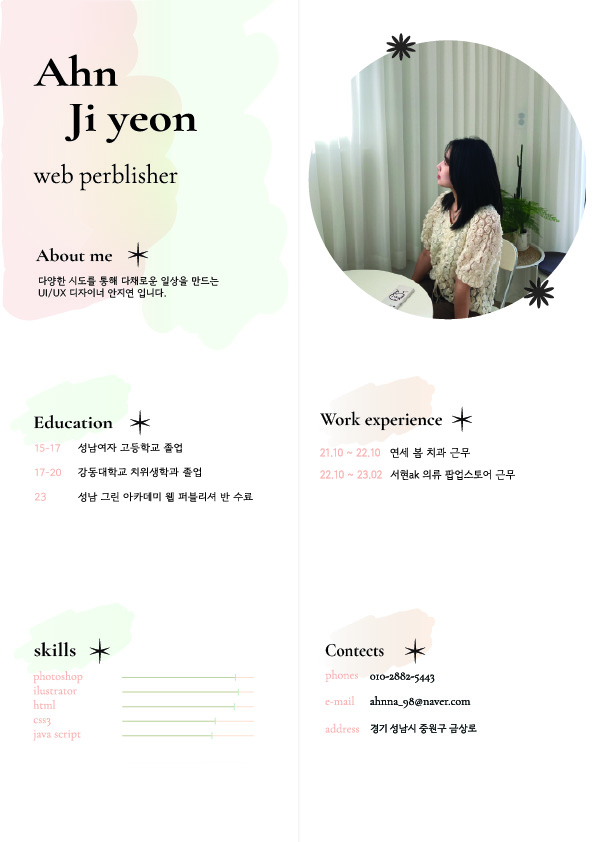 Ahn
Ji yeon
web perblisher
About me
다양한 시도를 통해 다채로운 일상을 만드는
UI/UX 디자이너 안지연 입니다.
Education
15-17 성남여자 고등학교 졸업
17-20 강동대학교 치위생학과 졸업
23 성남 그린 아카데미 웹 퍼블리셔 반 수료
Work experience
21.10 ~ 22.10 연세 봄 치과 근무
22.10 ~ 23.02 서현ak 의류 팝업스토어 근무
skills
photoshop
ilustrator
html
css3
java script
Contects
phones 010-2882-5443
e-mail ahnna_98@naver.com
address 경기 성남시 중원구 금상로